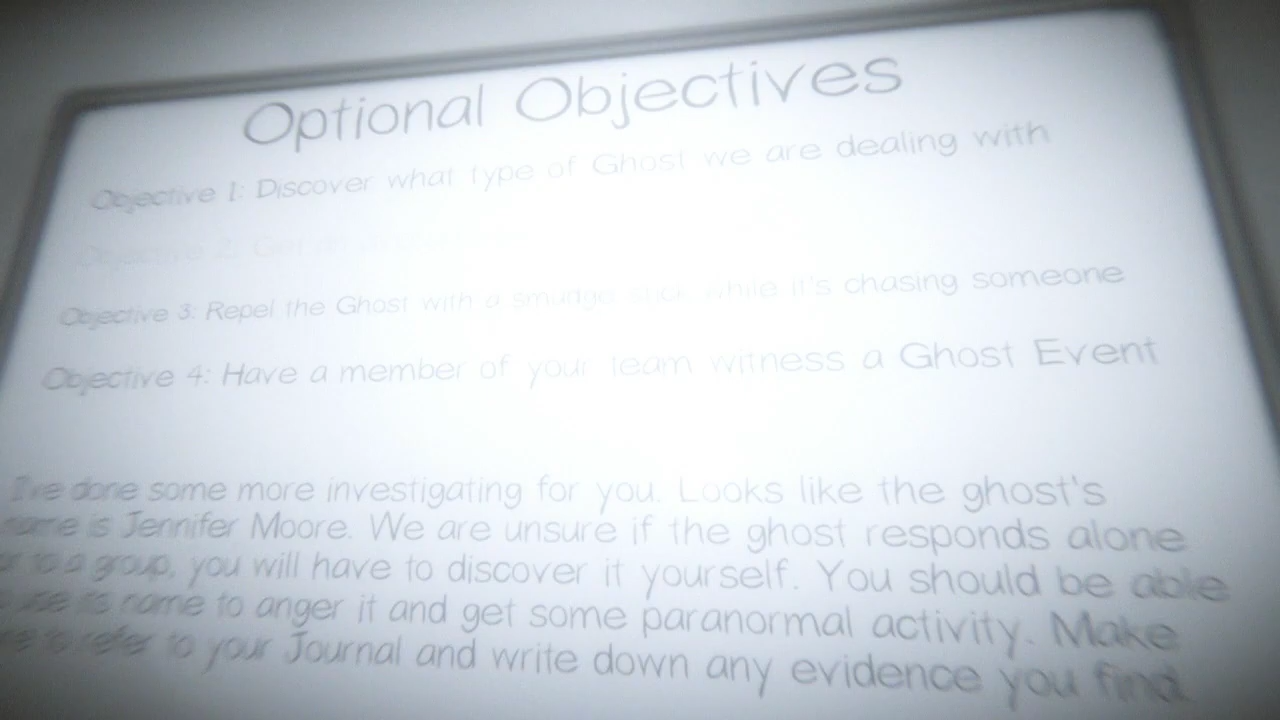 Optional Objectives
Objective 1: Discover what type of Ghost we are dealing with
Objective 2: Get
Objective 3: Repel the Ghost with a smudge stick while it's chasing someone
Objective 4: Have a member of your team witness a Ghost Event
I've done some more investigating for you. Looks like the ghost's
name is Jennifer Moore. We are unsure if the ghost responds alone
or to a group, you will have to discover it yourself. You should be able
use its name to anger it and get some paranormal activity. Make
to refer to your Journal and write down any evidence you find.